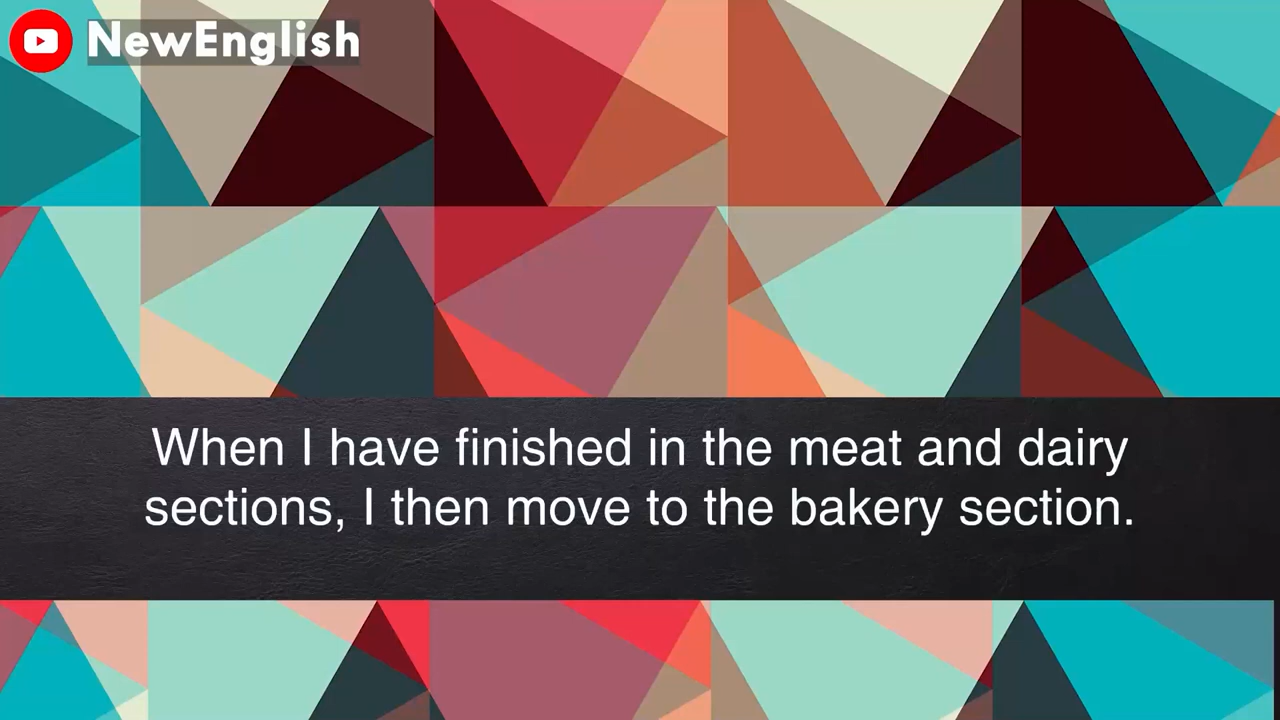 NewEnglish
When I have finished in the meat and dairy
sections, I then move to the bakery section.